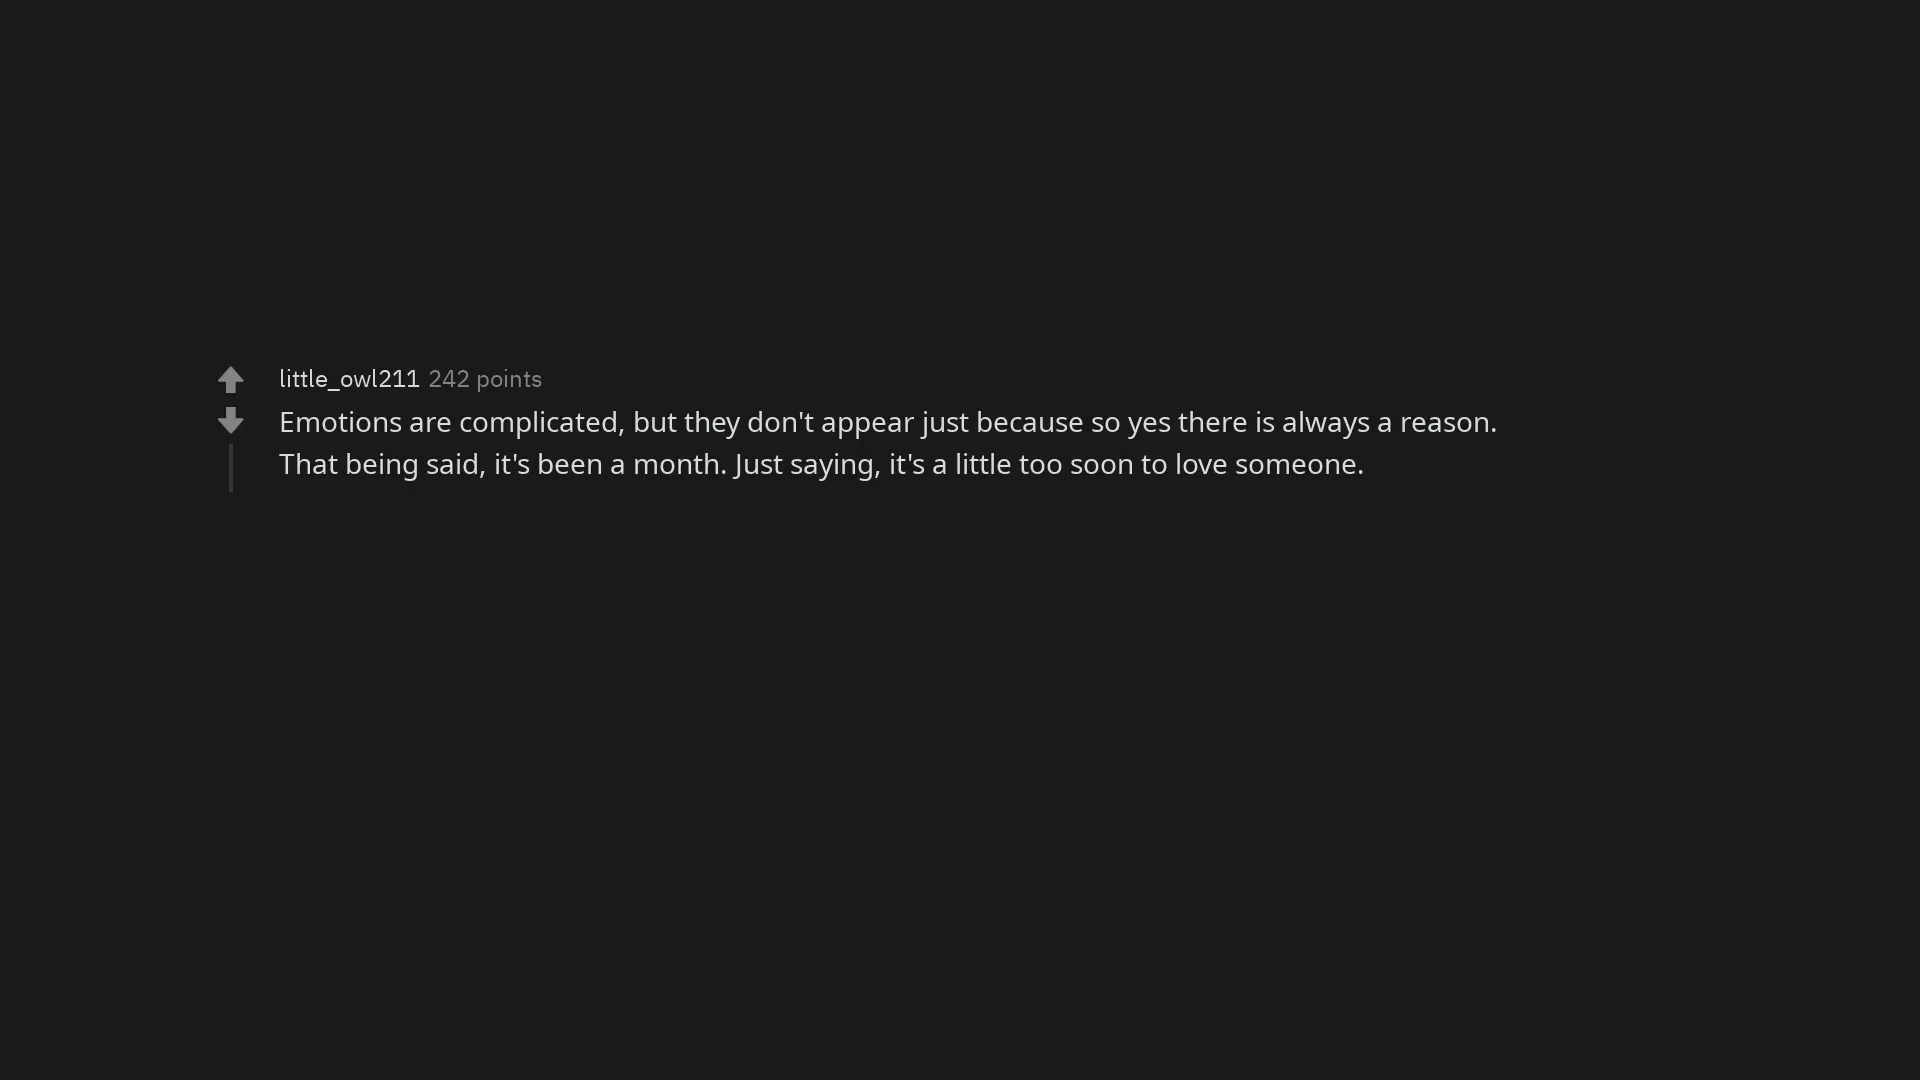 little_owl211 242 points
Emotions are complicated, but they don't appear just because so yes there is always a reason.
That being said, it's been a month. Just saying, it's a little too soon to love someone.